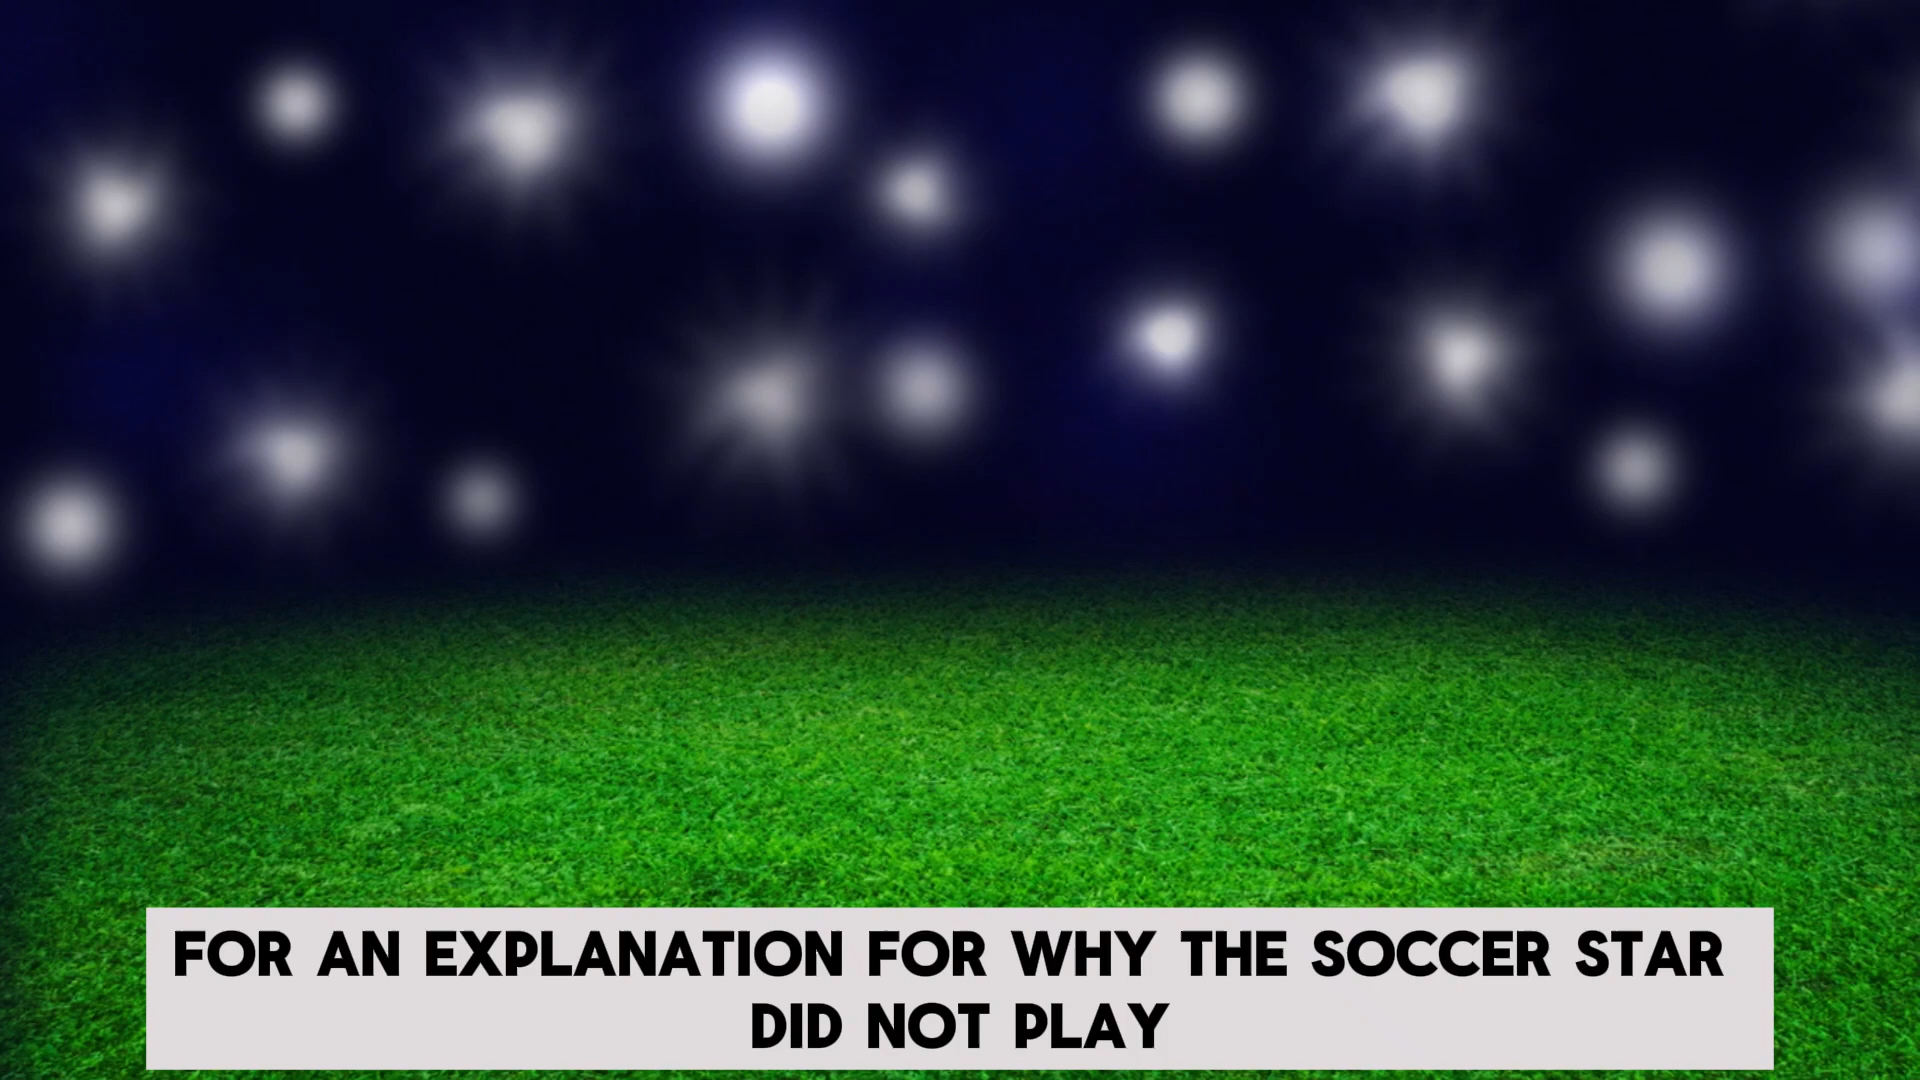 FOR AN EXPLANATION FOR WHY THE SOCCER STAR
DID NOT PLAY